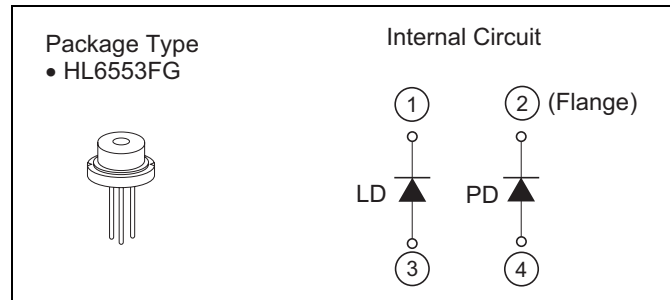 Package Type
• HL6553FG
Internal Circuit
1
2 (Flange)
LD
PD
3
4